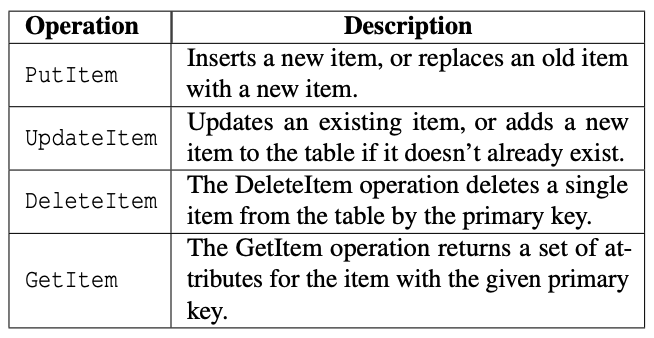 Operation Description
PutItem
Inserts a new item, or replaces an old item
with a new item.
UpdateItem
Updates an existing item, or adds a new
item to the table if it doesn't already exist.
DeleteItem
The DeleteItem operation deletes a single
item from the table by the primary key.
GetItem
The GetItem operation returns a set of at-
tributes for the item with the given primary
key.